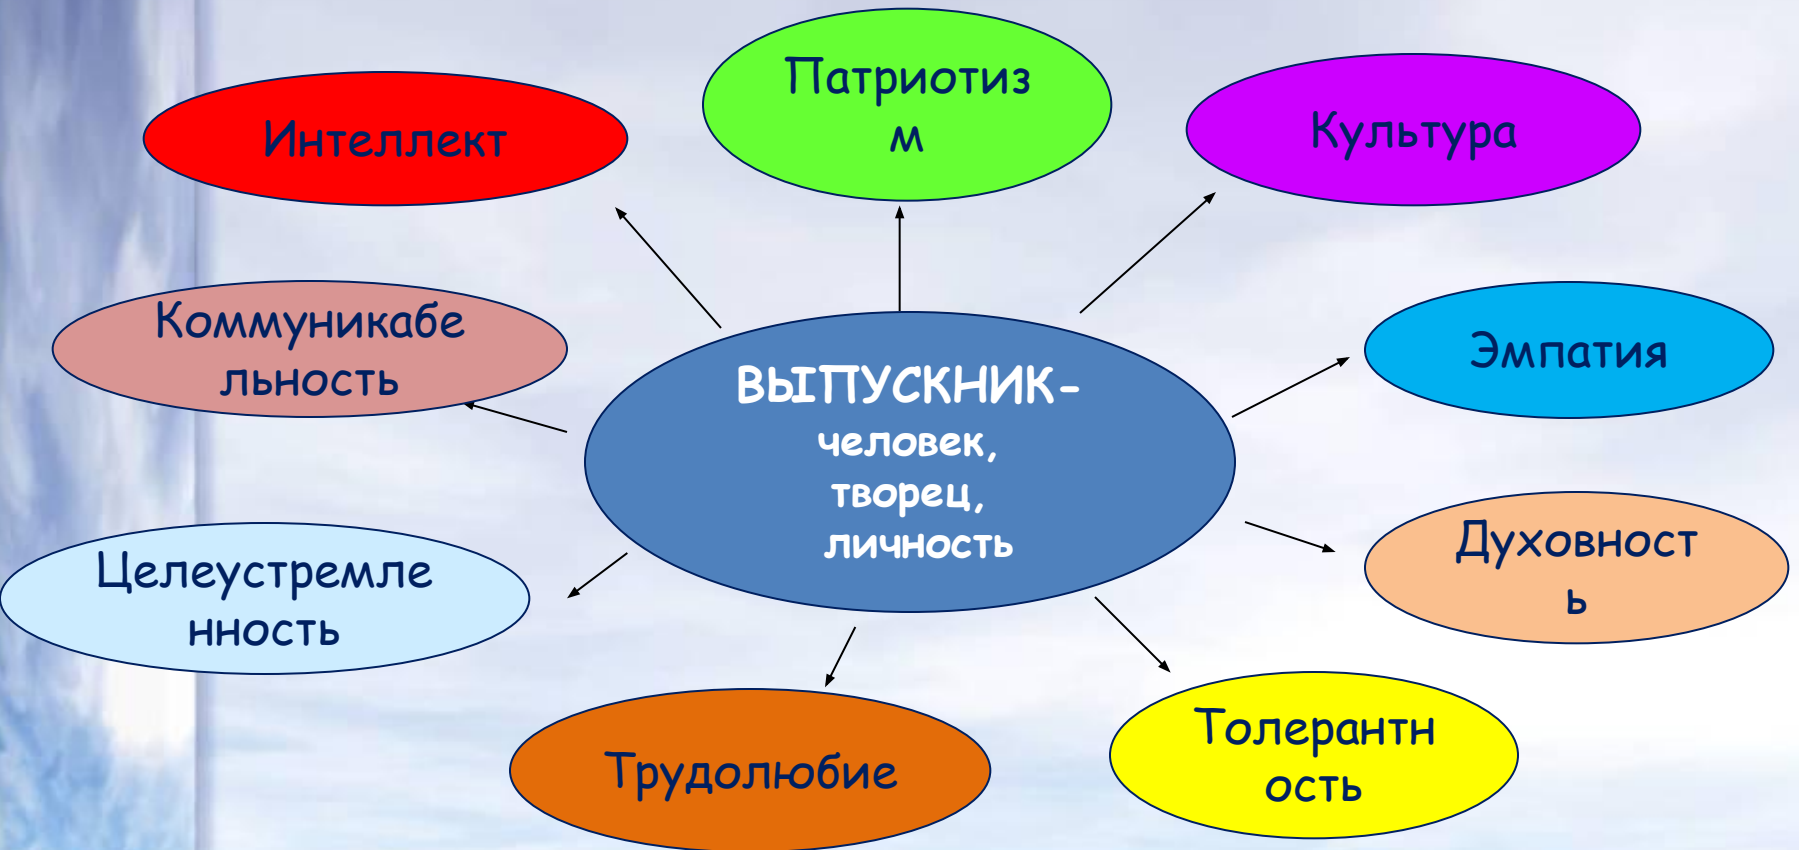 Патриотиз
м
Интеллект
Культура
Коммуникабе
льность
Эмпатия
ВЫПУСКНИК-
человек,
творец,
личность
Целеустремле
нность
Духовност
ь
Трудолюбие
Толерантн
ость